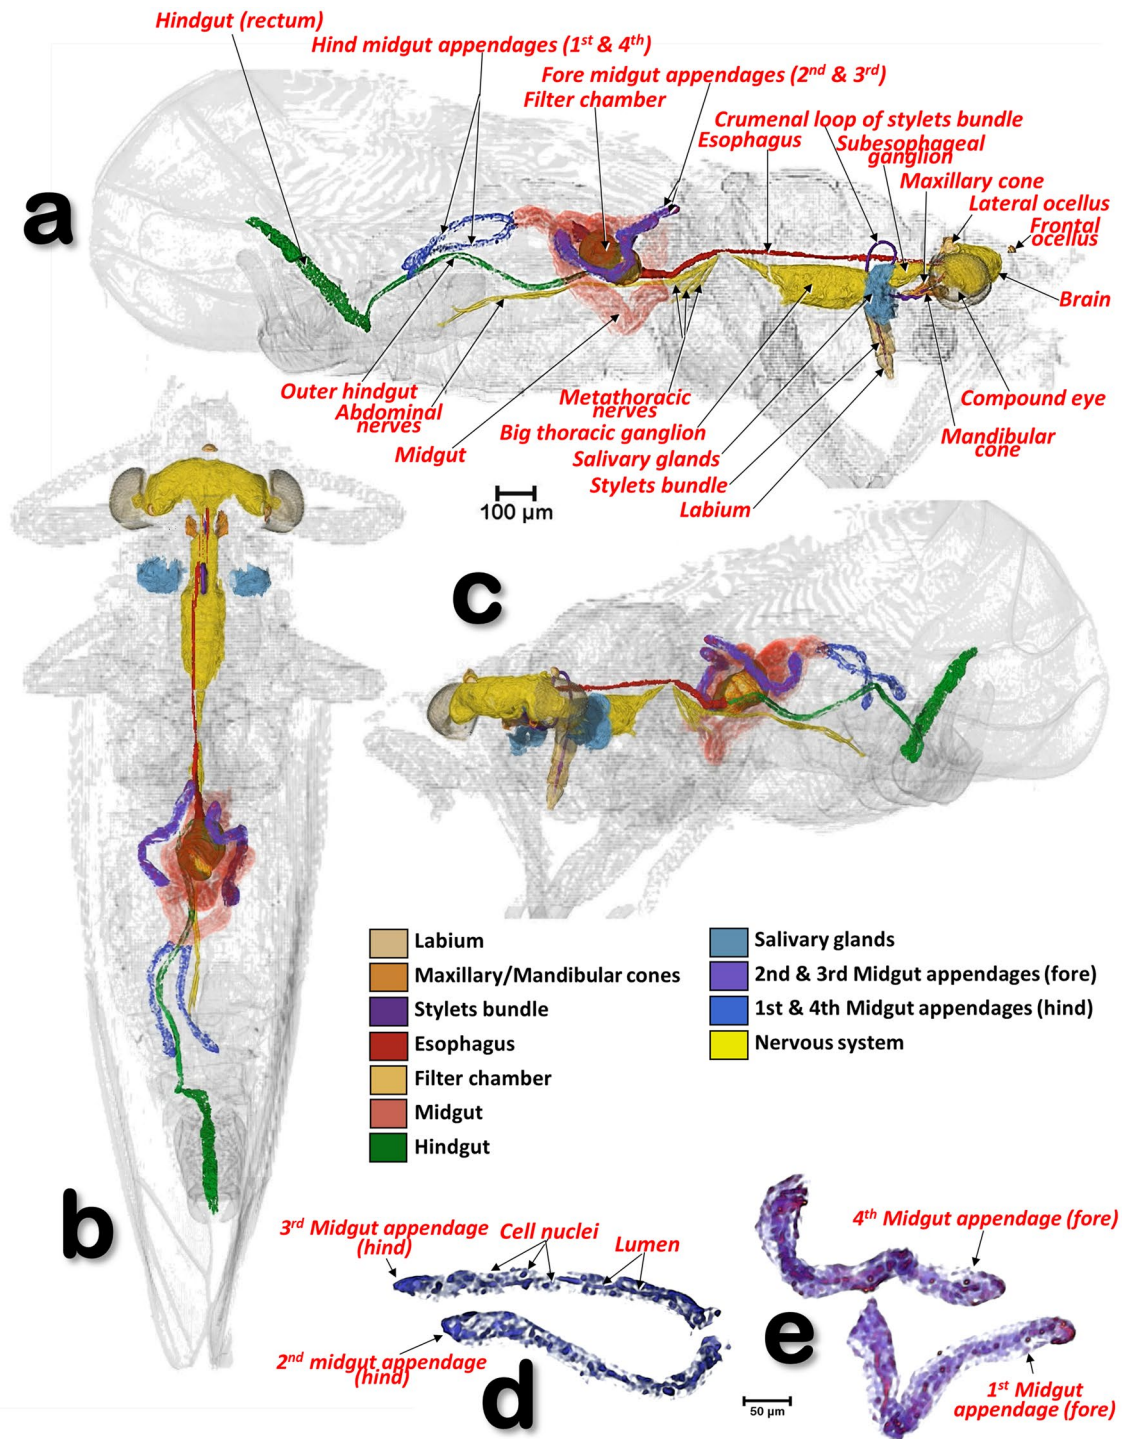 Hindgut (rectum)
Hind midgut appendages (1st & 4th)
Fore midgut appendages (2nd & 3rd)
Filter chamber
Crumenal loop of stylets bundle
Esophagus
Subesophageal
ganglion
Maxillary cone
Lateral ocellus
Frontal
ocellus
a
Brain
Outer hindgut
Abdominal
nerves
Midgut
Metathoracic
nerves
Big thoracic ganglion
Salivary glands
Stylets bundle
Labium
Compound eye
Mandibular
cone
100 µm
c
Labium
Maxillary/Mandibular cones
Stylets bundle
Esophagus
Filter chamber
Midgut
Hindgut
Salivary glands
2nd & 3rd Midgut appendages (fore)
1st & 4th Midgut appendages (hind)
Nervous system
b
3rd Midgut appendage
(hind)
Cell nuclei
Lumen
2nd midgut appendage
(hind)
d
50 µm
4th Midgut appendage (fore)
e
1st Midgut
appendage (fore)